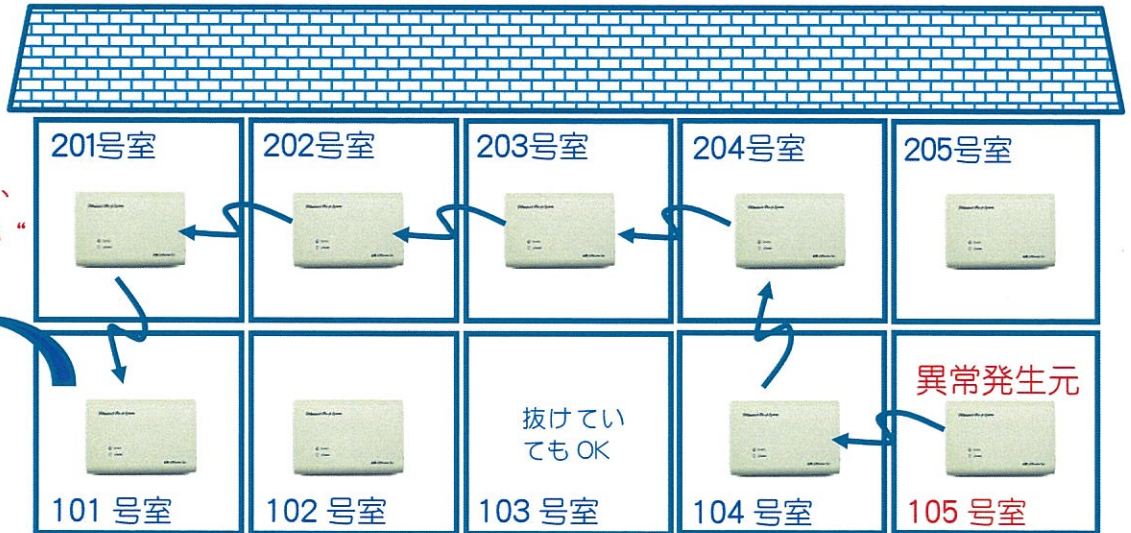 201号室
202号室
203号室
204号室
205号室
、
“
異常発生元
抜けてい
ても OK
101 号室
102 号室
103 号室
104 号室
105 号室